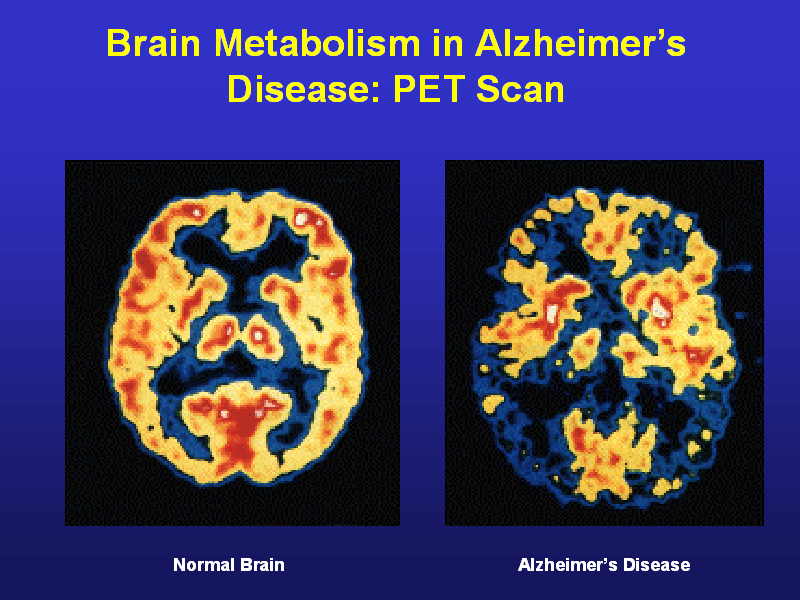 Brain Metabolism in Alzheimer’s
Disease: PET Scan
Normal Brain
Alzheimer’s Disease